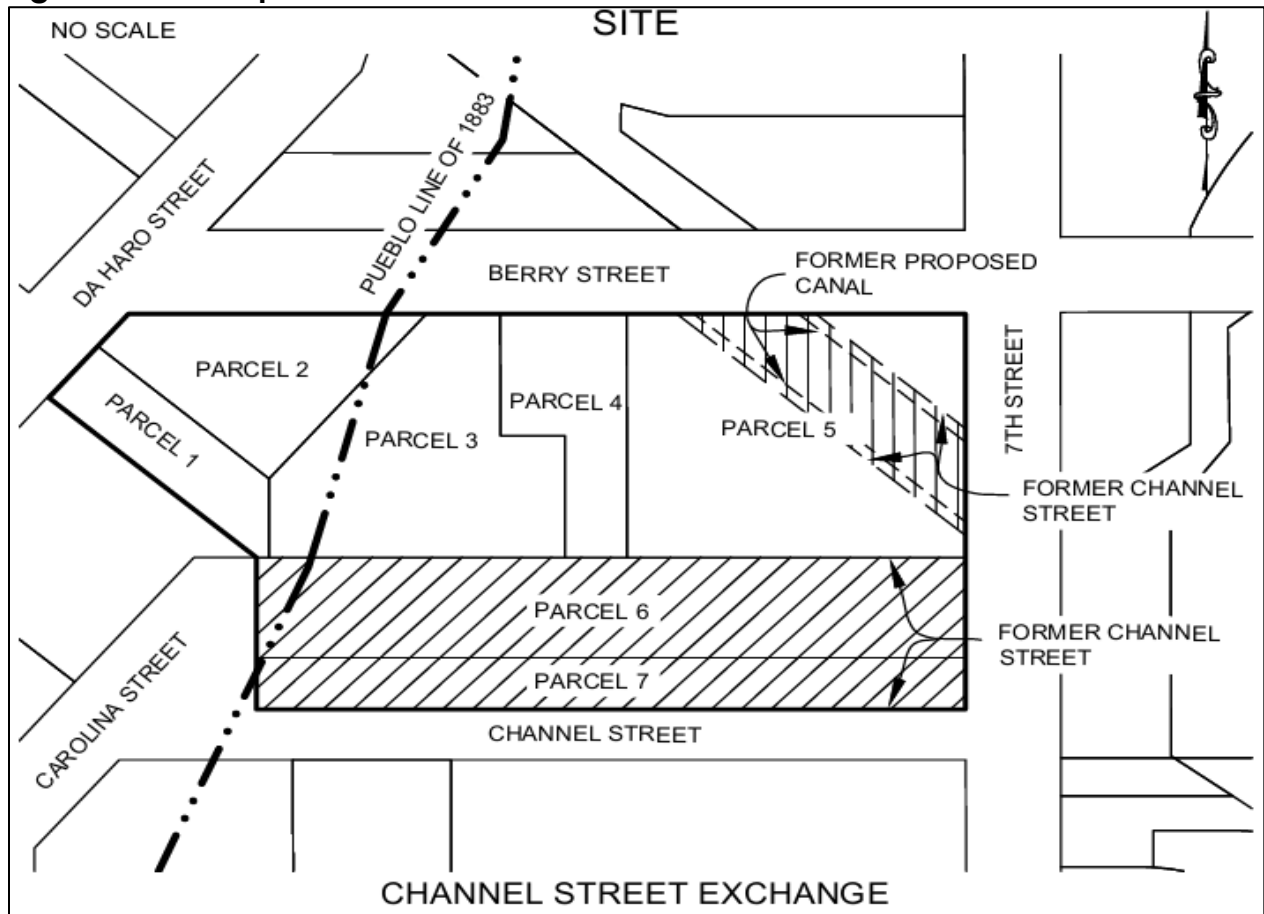 NO SCALE
SITE
PUEBLO LINE OF 1883
DA HARO STREET
BERRY STREET
FORMER PROPOSED
CANAL
7TH STREET
PARCEL 2
PARCEL 1
PARCEL 4
PARCEL 3
PARCEL 5
FORMER CHANNEL
STREET
PARCEL 6
FORMER CHANNEL
STREET
PARCEL 7
CAROLINA STREET
CHANNEL STREET
CHANNEL STREET EXCHANGE